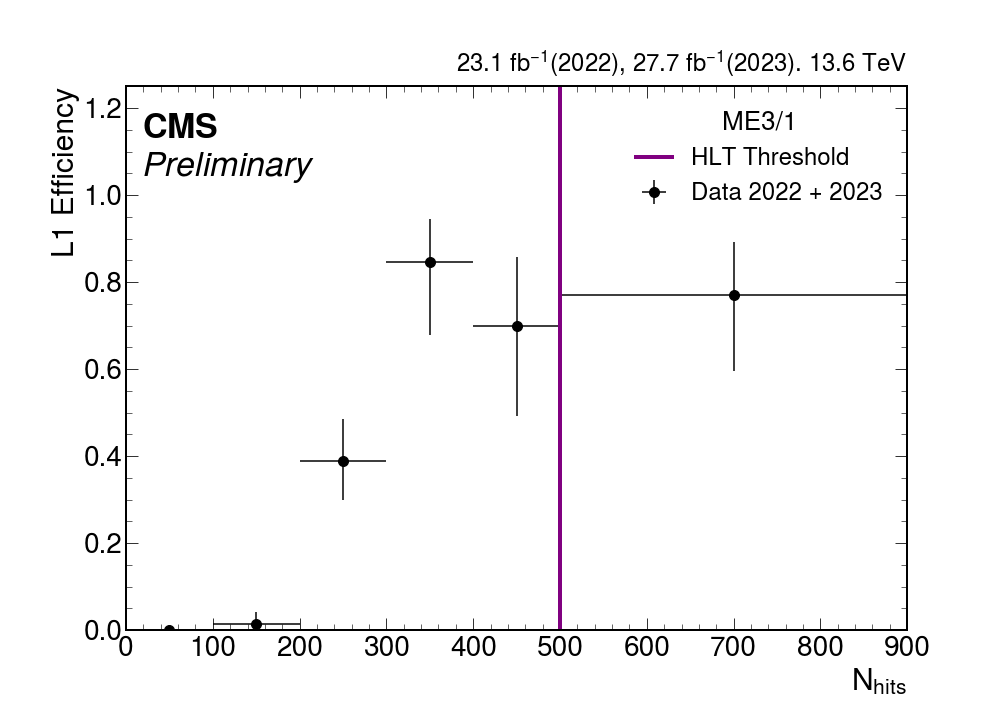 23.1 fb⁻¹(2022), 27.7 fb⁻¹(2023). 13.6 TeV
CMS
Preliminary
ME3/1
HLT Threshold
Data 2022 + 2023
L1 Efficiency
1.2
1.0
0.8
0.6
0.4
0.2
0.0
0 100 200 300 400 500 600 700 800 900
N_hits